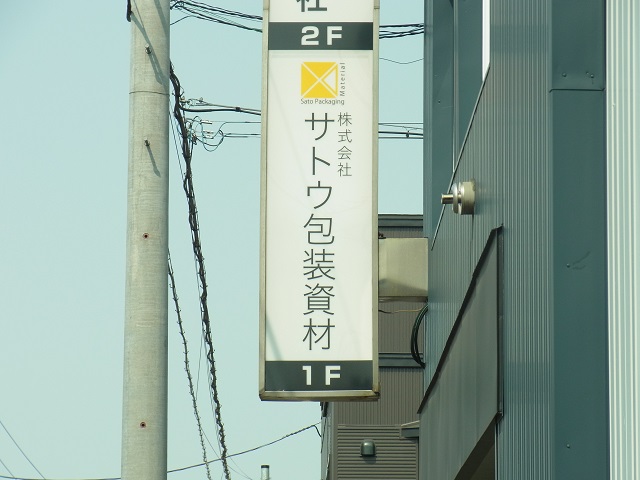 社
2F
Sato Packaging
Material
株式会社
サトウ包装資材
1F